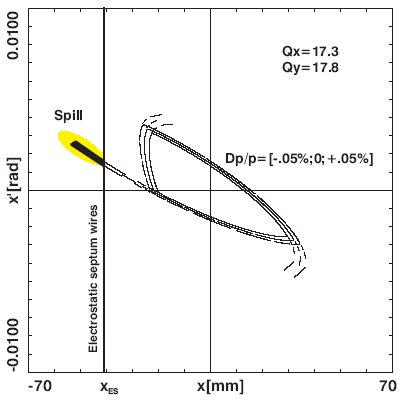 0.0100
Qx=17.3
Qy=17.8
Spill
Dp/p=[-.05%;0;+.05%]
x'[rad]
Electrostatic septum wires
-0.0100
-70
xES
x[mm]
70